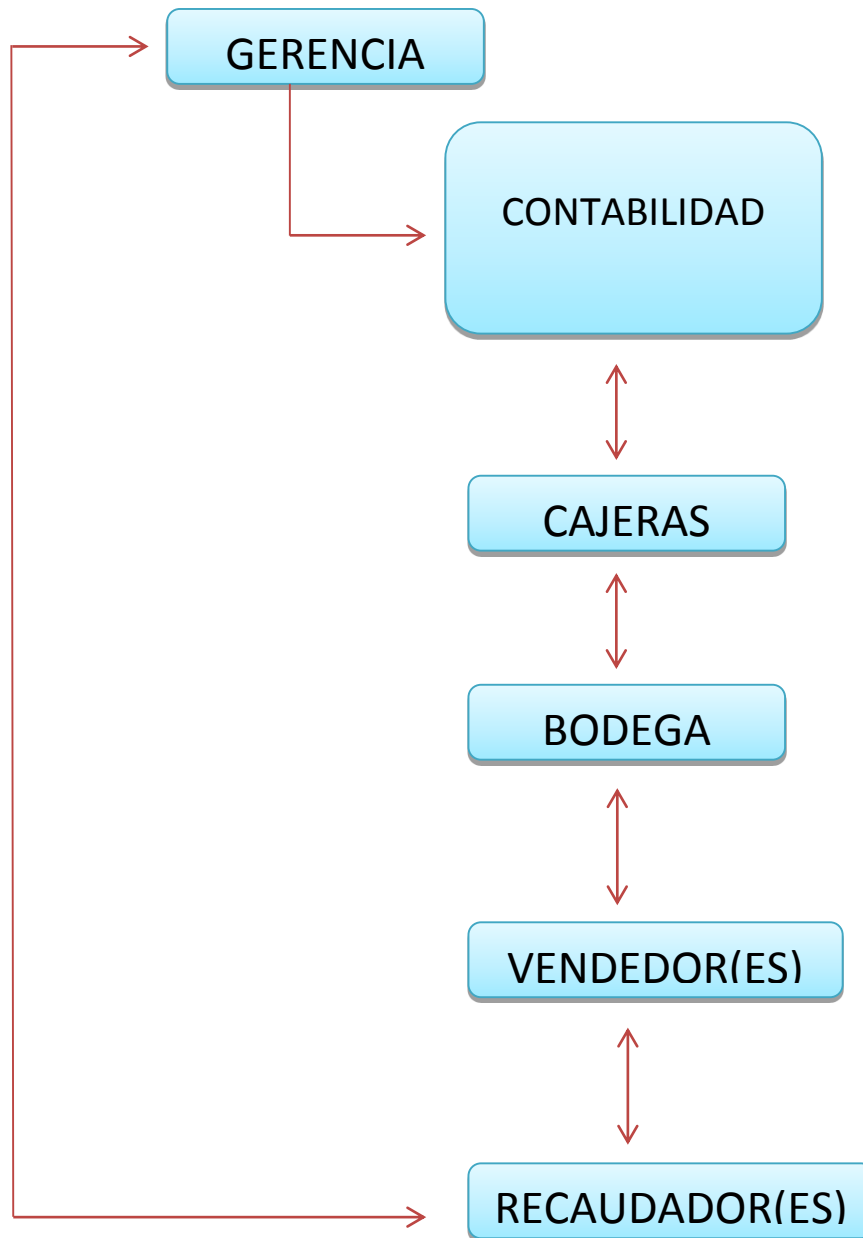 GERENCIA
CONTABILIDAD
CAJERAS
BODEGA
VENDEDOR(ES)
RECAUDADOR(ES)